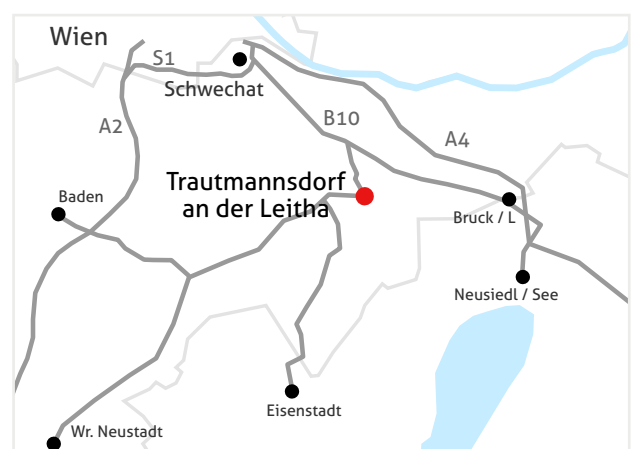 Wien
S1
Schwechat
A2
B10
A4
Trautmannsdorf
an der Leitha
Baden
Bruck / L
Neusiedl / See
Eisenstadt
Wr. Neustadt